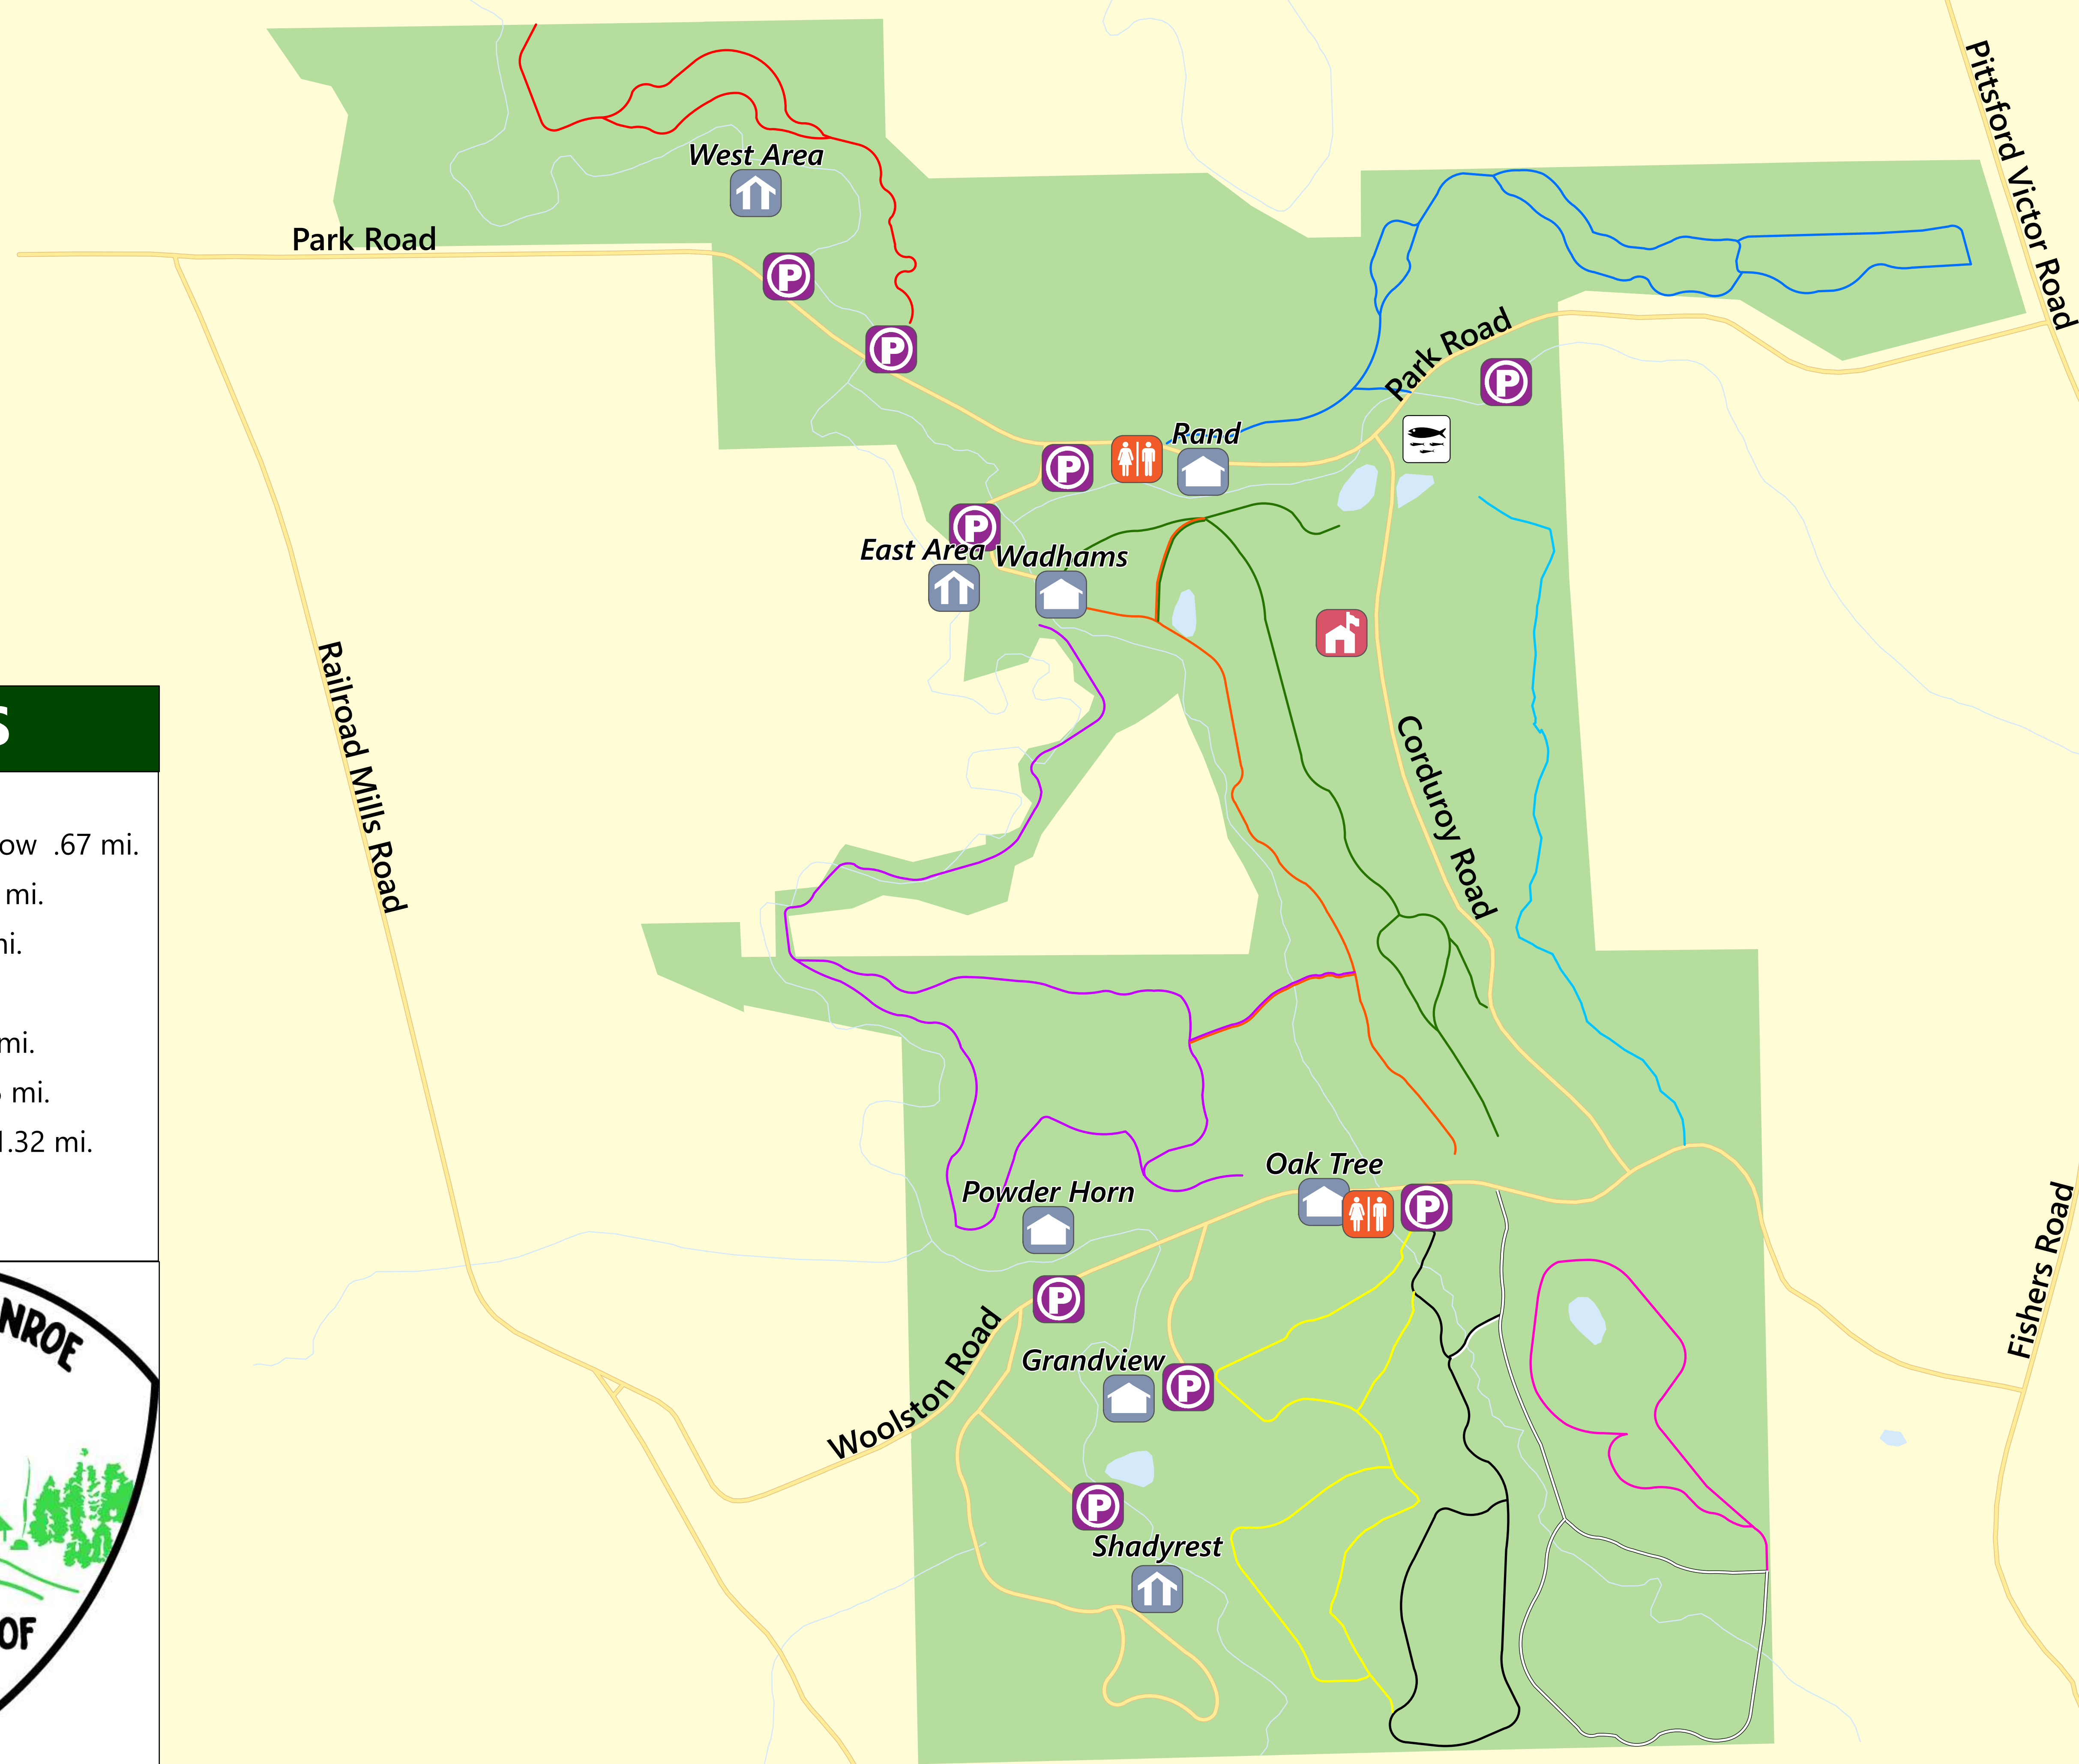 West Area
Park Road
Pittsford Victor Road
Park Road
P
P
P
Rand
P
P
East Area
Wadhams
Railroad Mills Road
Corduroy Road
S
ow .67 mi.
mi.
mi.
mi.
mi.
1.32 mi.
Oak Tree
Powder Horn
P
P
Fishers Road
NROE
Woolston Road
Grandview
P
P
Shadyrest
OF